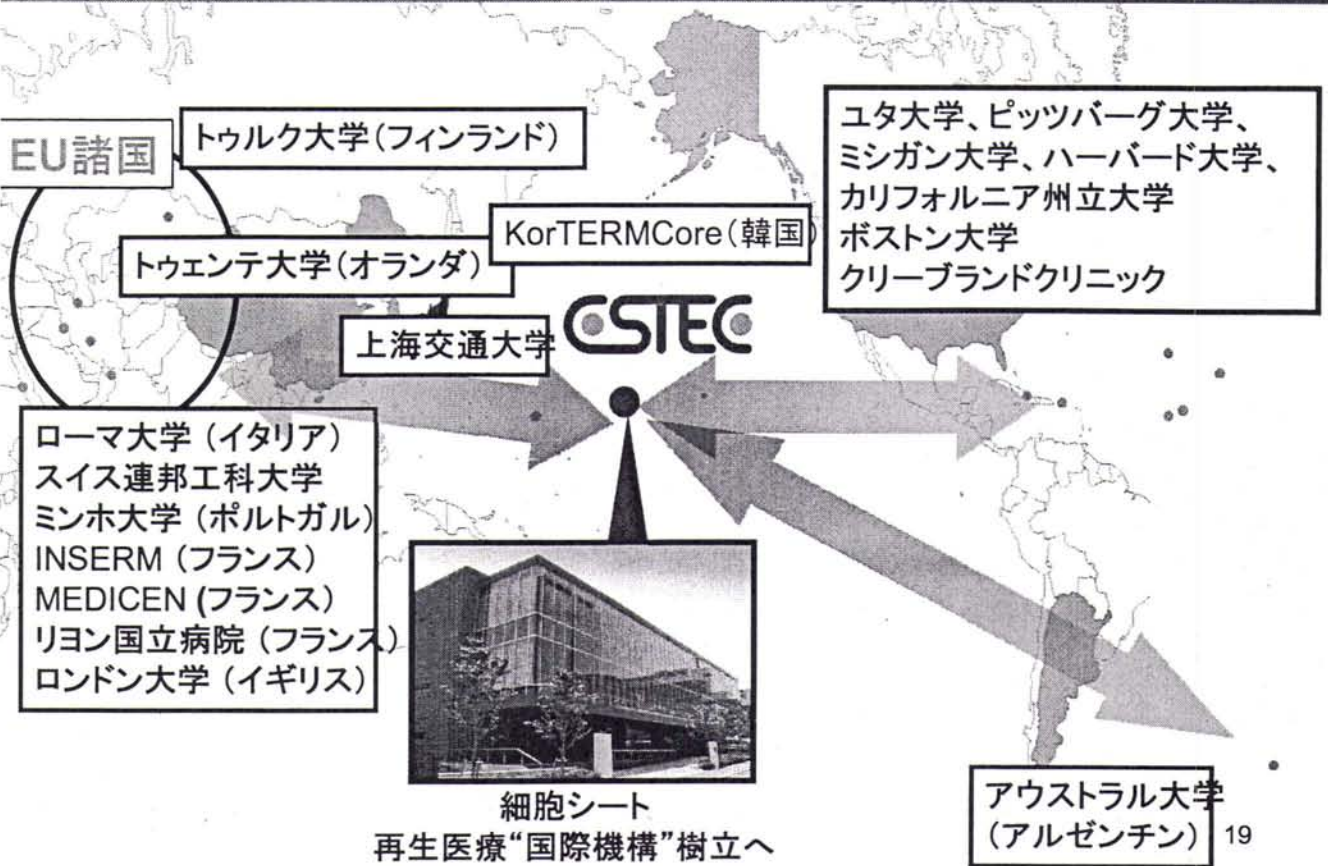 EU諸国
トゥルク大学(フィンランド)
トゥェンテ大学(オランダ)
KorTERMCore(韓国)
上海交通大学
CSTEC
ユタ大学、ピッツバーグ大学、
ミシガン大学、ハーバード大学、
カリフォルニア州立大学
ボストン大学
クリーブランドクリニック
ローマ大学 (イタリア)
スイス連邦工科大学
ミンホ大学 (ポルトガル)
INSERM (フランス)
MEDICEN (フランス)
リヨン国立病院 (フランス)
ロンドン大学 (イギリス)
細胞シート
再生医療“国際機構”樹立へ
アウストラル大学
(アルゼンチン)
19